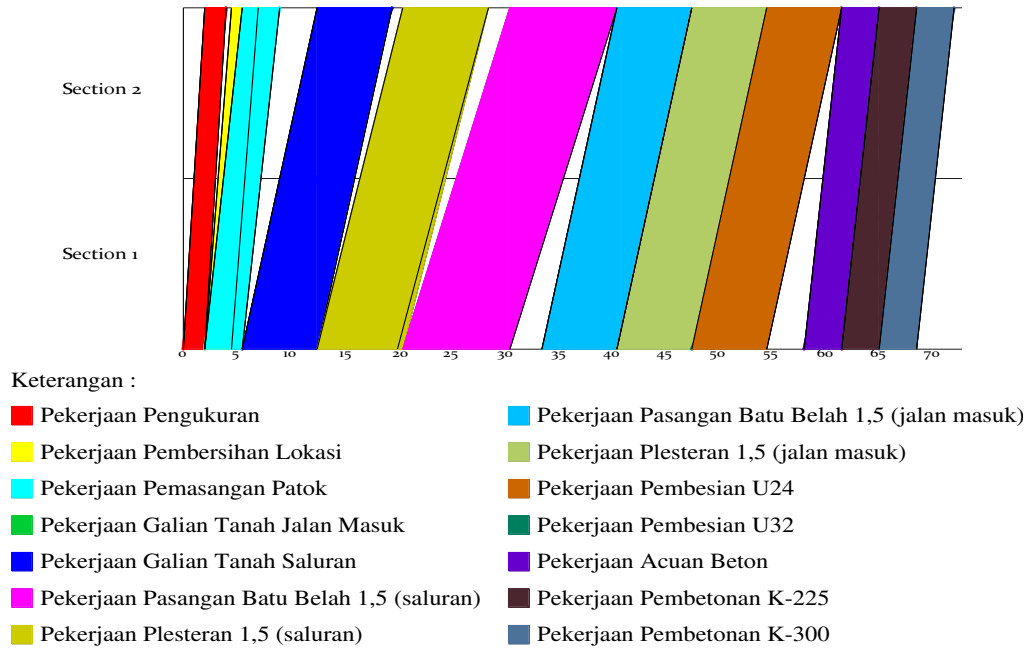 Section 2
Section 1
0 5 10 15 20 25 30 35 40 45 50 55 60 65 70
Keterangan :
Pekerjaan Pengukuran
Pekerjaan Pembersihan Lokasi
Pekerjaan Pemasangan Patok
Pekerjaan Galian Tanah Jalan Masuk
Pekerjaan Galian Tanah Saluran
Pekerjaan Pasangan Batu Belah 1,5 (saluran)
Pekerjaan Plesteran 1,5 (saluran)
Pekerjaan Pasangan Batu Belah 1,5 (jalan masuk)
Pekerjaan Plesteran 1,5 (jalan masuk)
Pekerjaan Pembesian U24
Pekerjaan Pembesian U32
Pekerjaan Acuan Beton
Pekerjaan Pembetonan K-225
Pekerjaan Pembetonan K-300